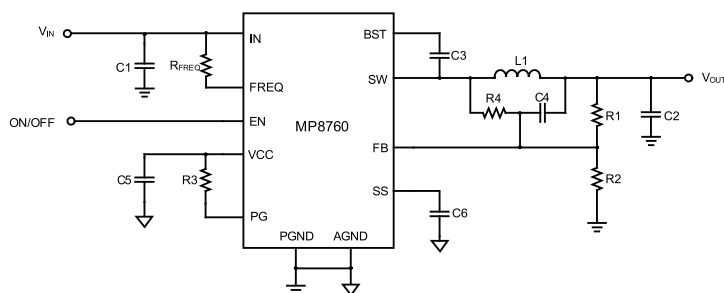 VIN
IN
BST
C1
RFREQ
C3
L1
SW
VOUT
FREQ
R4
C4
R1
C2
ON/OFF
EN
MP8760
VCC
FB
C5
R3
R2
SS
PG
C6
PGND
AGND